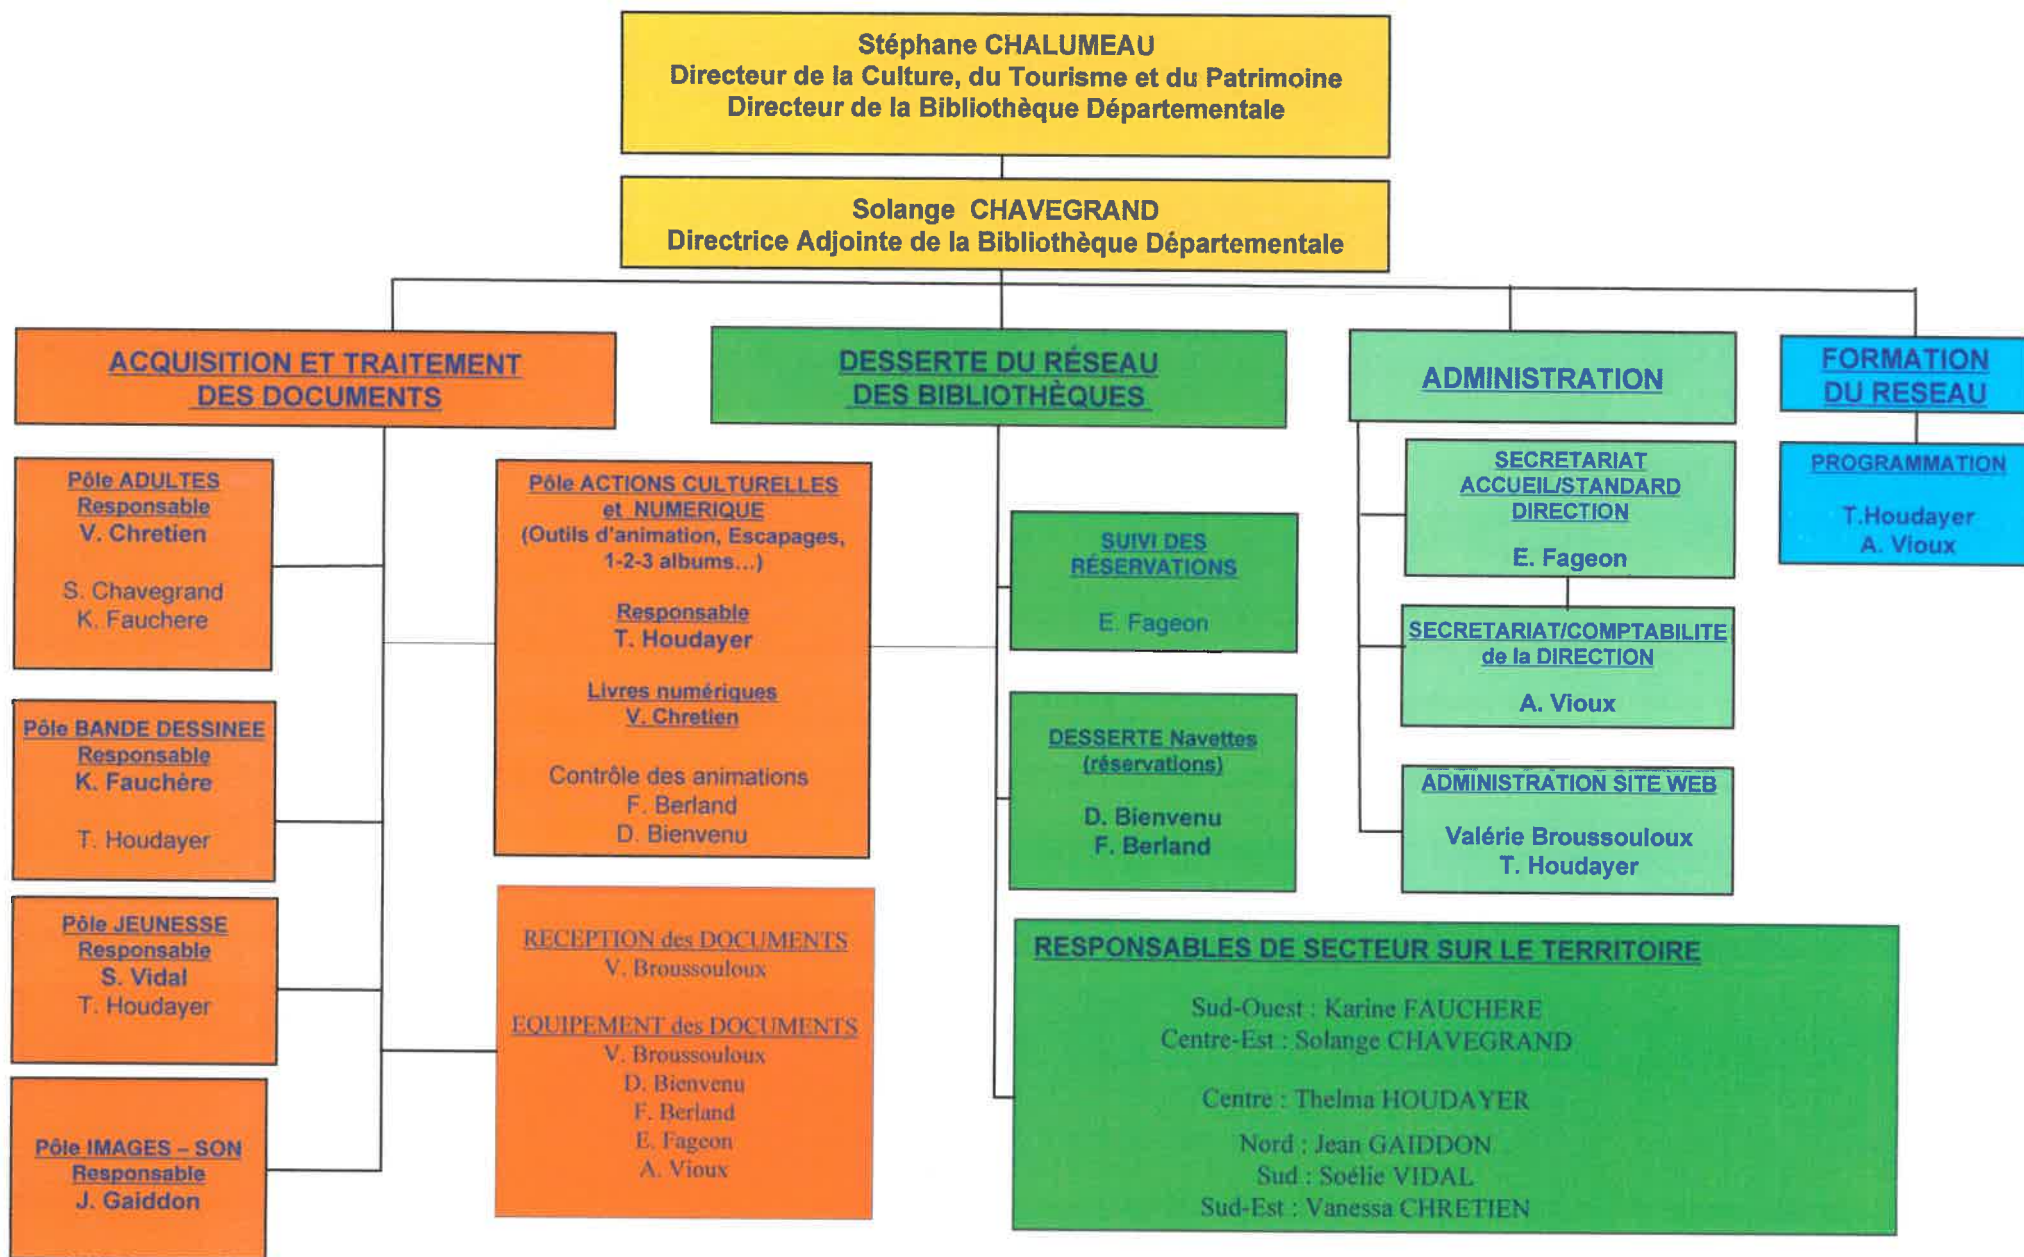 Stéphane CHALUMEAU
Directeur de la Culture, du Tourisme et du Patrimoine
Directeur de la Bibliothèque Départementale
Solange CHAVEGRAND
Directrice Adjointe de la Bibliothèque Départementale
ACQUISITION ET TRAITEMENT
DES DOCUMENTS
Pôle ADULTES
Responsable
V. Chretien
S. Chavegrand
K. Fauchere
Pôle BANDE DESSINEE
Responsable
K. Fauchère
T. Houdayer
Pôle JEUNESSE
Responsable
S. Vidal
T. Houdayer
Pôle IMAGES – SON
Responsable
J. Gaiddon
Pôle ACTIONS CULTURELLES
et NUMERIQUE
(Outils d'animation, Escapages,
1-2-3 albums...)
Responsable
T. Houdayer
Livres numériques
V. Chretien
Contrôle des animations
F. Berland
D. Bienvenu
RECEPTION des DOCUMENTS
V. Broussouloux
EQUIPEMENT des DOCUMENTS
V. Broussouloux
D. Bienvenu
F. Berland
E. Fageon
A. Vioux
DESSERTE DU RÉSEAU
DES BIBLIOTHÈQUES
SUIVI DES
RÉSERVATIONS
E. Fageon
DESSERTE Navettes
(réservations)
D. Bienvenu
F. Berland
RESPONSABLES DE SECTEUR SUR LE TERRITOIRE
Sud-Ouest : Karine FAUCHERE
Centre-Est : Solange CHAVEGRAND
Centre : Thelma HOUDAYER
Nord : Jean GAIDDON
Sud : Soélie VIDAL
Sud-Est : Vanessa CHRETIEN
ADMINISTRATION
SECRETARIAT
ACCUEIL/STANDARD
DIRECTION
E. Fageon
SECRETARIAT/COMPTABILITE
de la DIRECTION
A. Vioux
ADMINISTRATION SITE WEB
Valérie Broussouloux
T. Houdayer
FORMATION
DU RESEAU
PROGRAMMATION
T.Houdayer
A. Vioux